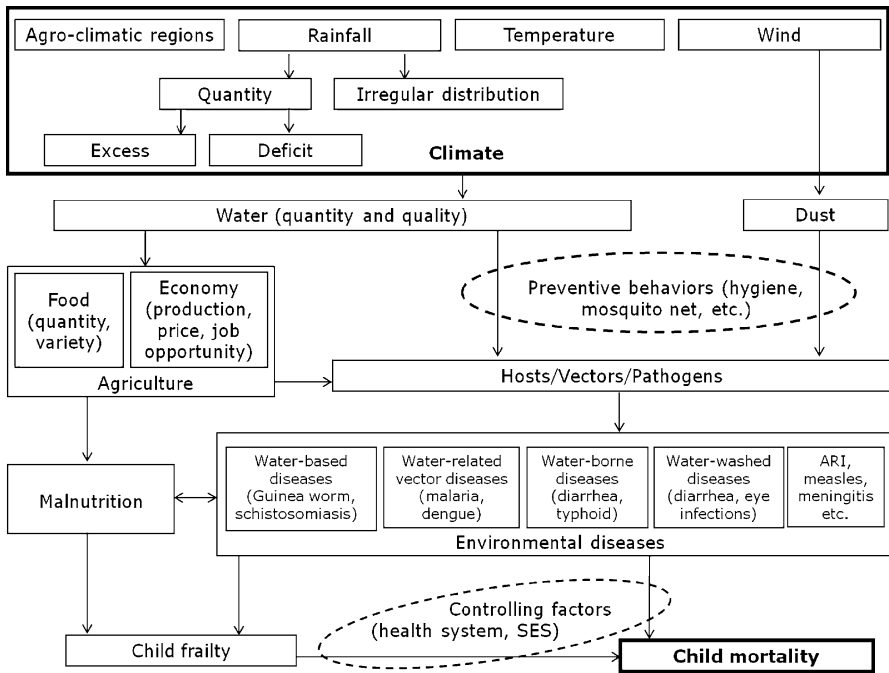 Agro-climatic regions
Rainfall
Temperature
Wind
Quantity
Irregular distribution
Excess
Deficit
Climate
Water (quantity and quality)
Dust
Food
(quantity,
variety)
Economy
(production,
price, job
opportunity)
Agriculture
Preventive behaviors (hygiene,
mosquito net, etc.)
Hosts/Vectors/Pathogens
Malnutrition
Water-based
diseases
(Guinea worm,
schistosomiasis)
Water-related
vector diseases
(malaria,
dengue)
Water-borne
diseases
(diarrhea,
typhoid)
Water-washed
diseases
(diarrhea, eye
infections)
ARI,
measles,
meningitis
etc.
Environmental diseases
Controlling factors
(health system, SES)
Child frailty
Child mortality